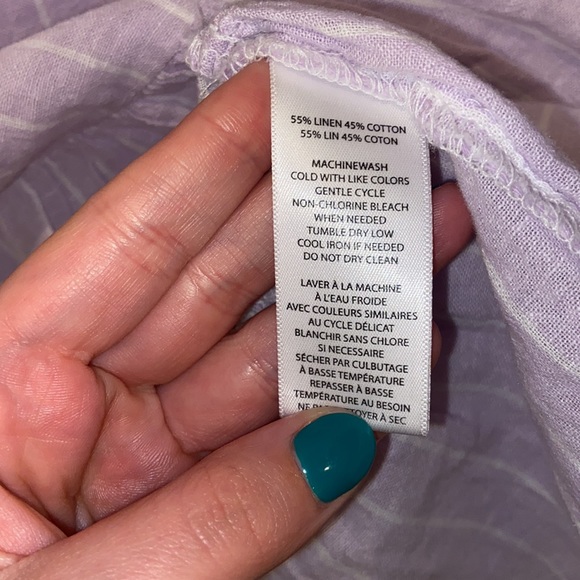 55% LINEN 45% COTTON
55% LIN 45% COTON
MACHINEWASH
COLD WITH LIKE COLORS
GENTLE CYCLE
NON-CHLORINE BLEACH
WHEN NEEDED
TUMBLE DRY LOW
COOL IRON IF NEEDED
DO NOT DRY CLEAN
LAVER À LA MACHINE
À L'EAU FROIDE
AVEC COULEURS SIMILAIRES
AU CYCLE DÉLICAT
BLANCHIR SANS CHLORE
SI NECESSAIRE
SÉCHER PAR CULBUTAGE
À BASSE TEMPÉRATURE
REPASSER À BASSE
TEMPÉRATURE AU BESOIN
NE À SEC